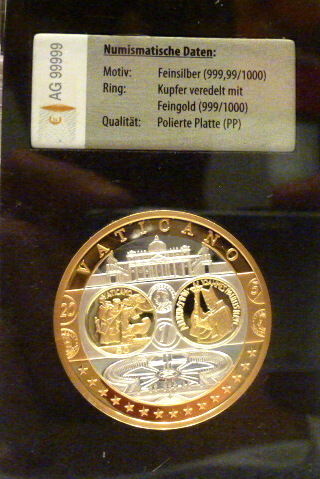 € AG 99999
Numismatische Daten:
Motiv: Feinsilber (999,99/1000)
Ring: Kupfer veredelt mit
Feingold (999/1000)
Qualität: Polierte Platte (PP)
VATICANO